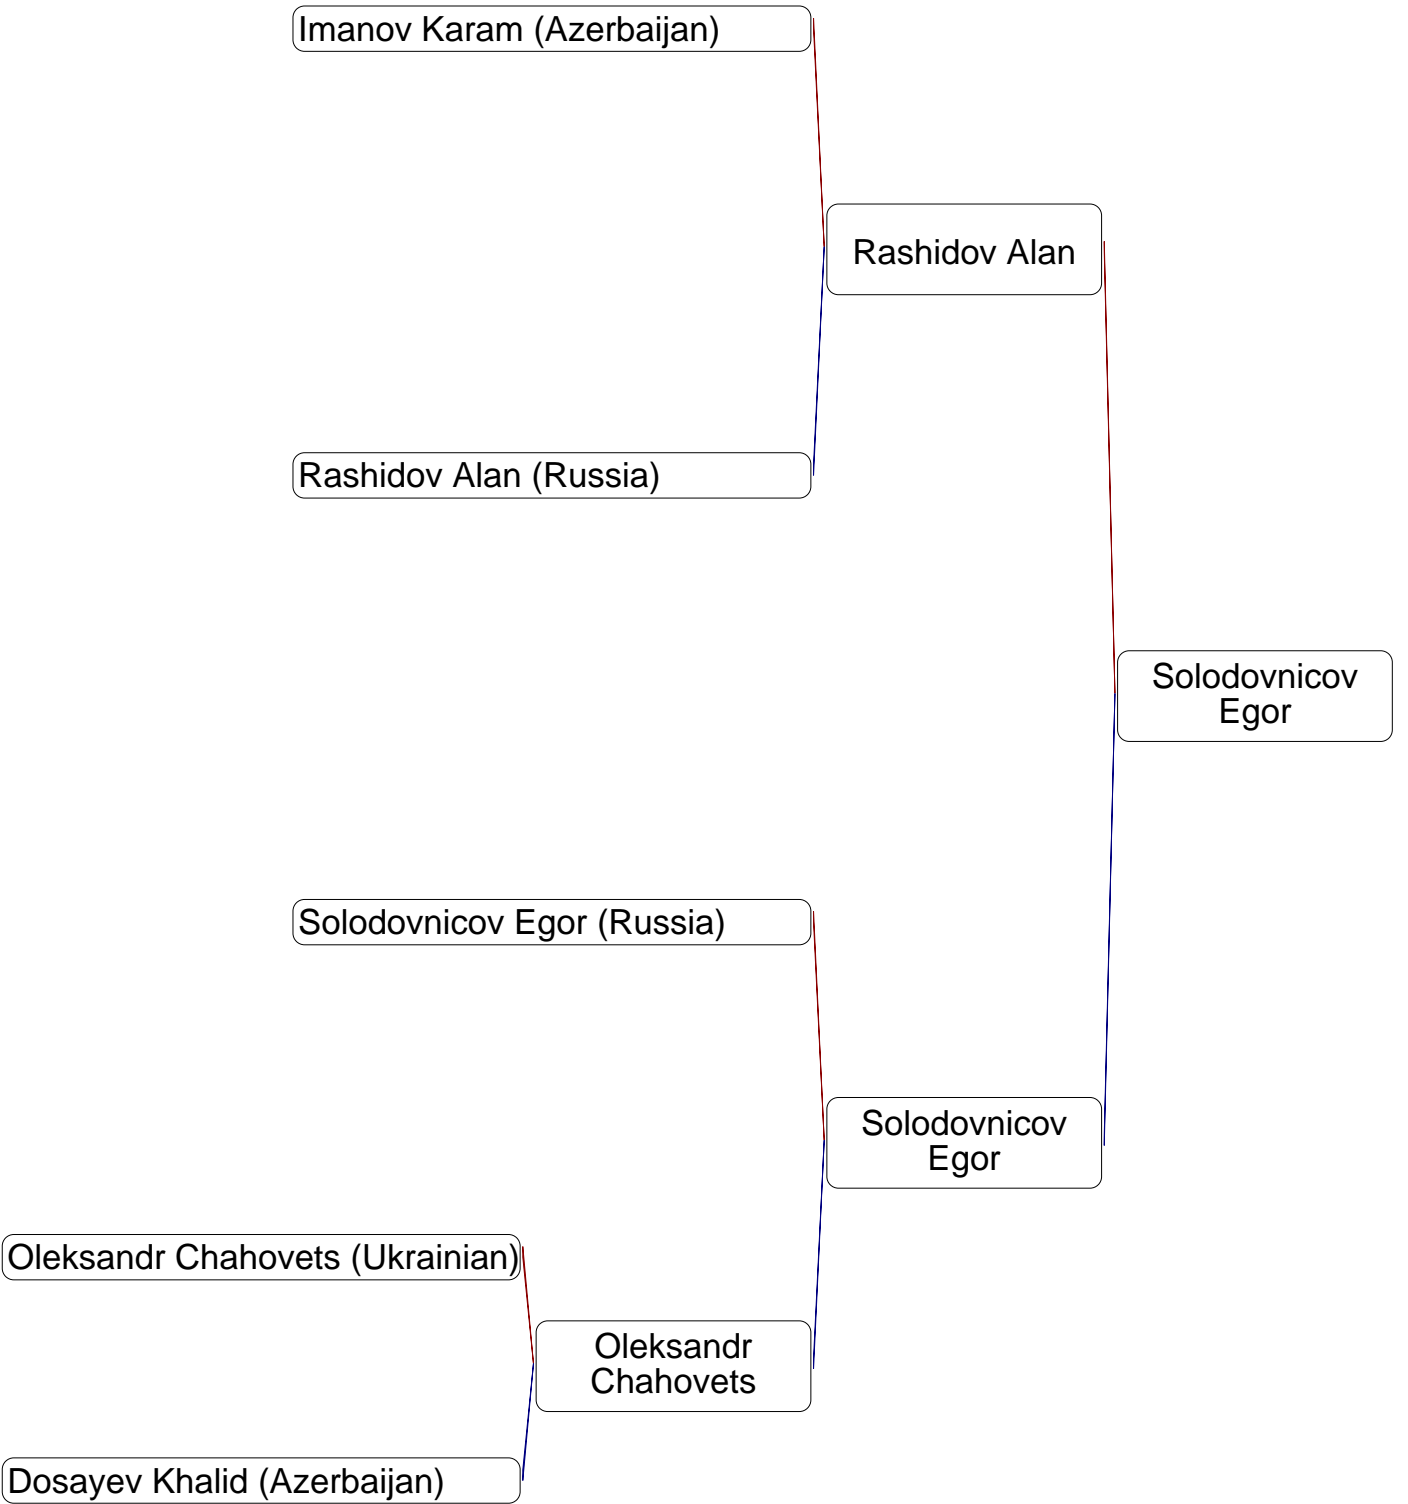 Imanov Karam (Azerbaijan)
Rashidov Alan
Rashidov Alan (Russia)
Solodovnicov
Egor
Solodovnicov Egor (Russia)
Solodovnicov
Egor
Oleksandr Chahovets (Ukrainian)
Oleksandr
Chahovets
Dosayev Khalid (Azerbaijan)